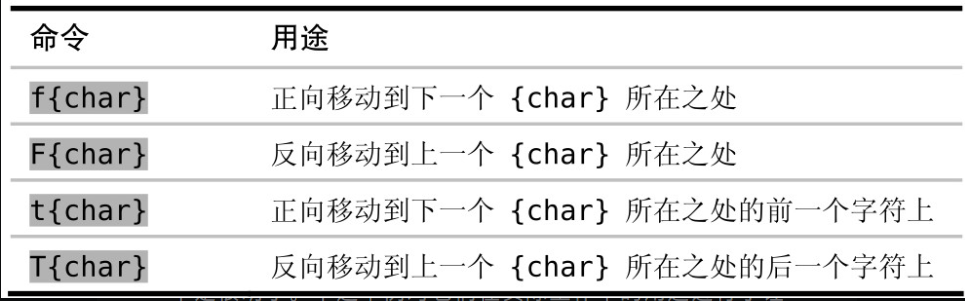 命令 用途
f{char} 正向移动到下一个 {char} 所在之处
F{char} 反向移动到上一个 {char} 所在之处
t{char} 正向移动到下一个 {char} 所在之处的前一个字符上
T{char} 反向移动到上一个 {char} 所在之处的后一个字符上